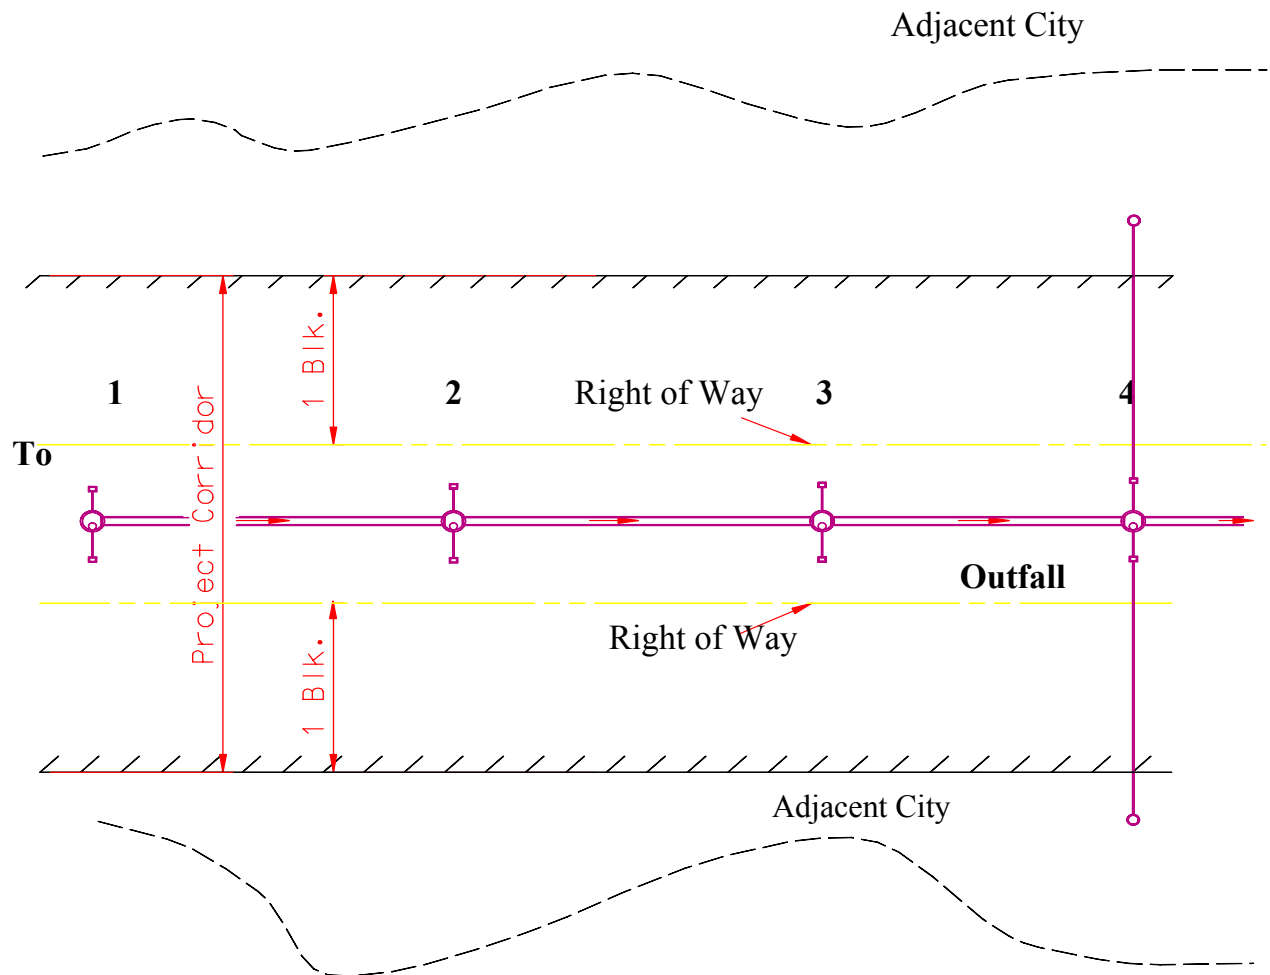 Adjacent City
1 Blk.
1
2
Right of Way
3
4
To
Project Corridor
Outfall
Right of Way
1 Blk.
Adjacent City